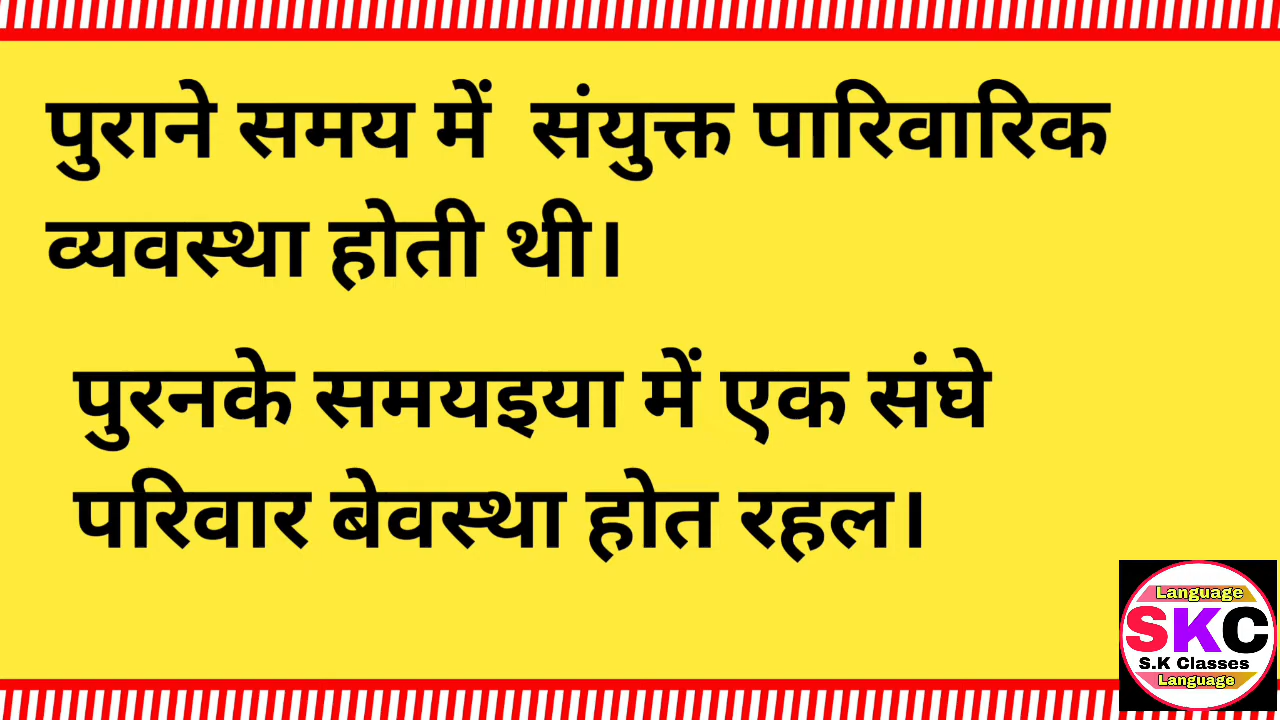 पुराने समय में संयुक्त पारिवारिक
व्यवस्था होती थी।
पुरनके समयइया में एक संघे
परिवार बेवस्था होत रहल।
Language
SKC
S.K Classes
Language